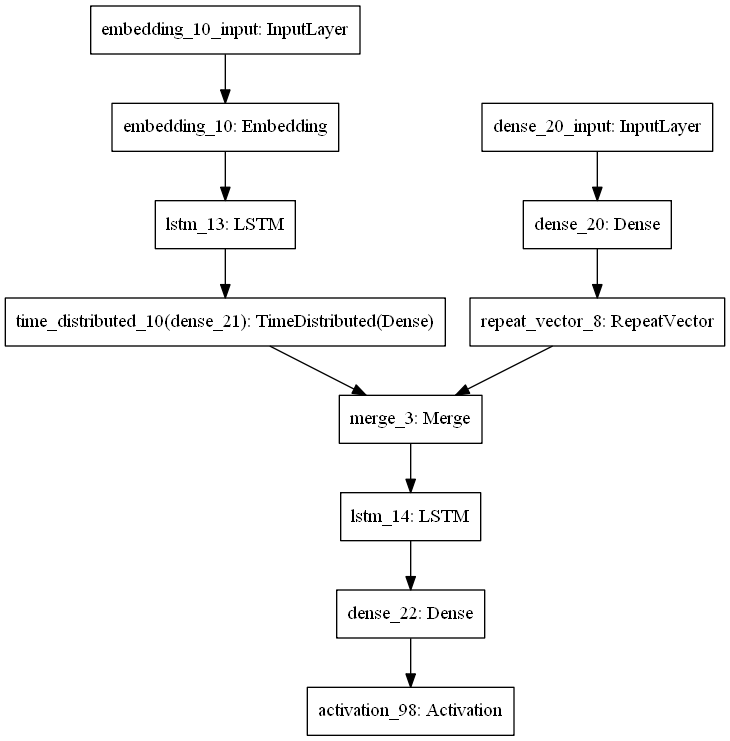 embedding_10_input: InputLayer
embedding_10: Embedding
dense_20_input: InputLayer
lstm_13: LSTM
dense_20: Dense
time_distributed_10(dense_21): TimeDistributed(Dense)
repeat_vector_8: RepeatVector
merge_3: Merge
lstm_14: LSTM
dense_22: Dense
activation_98: Activation